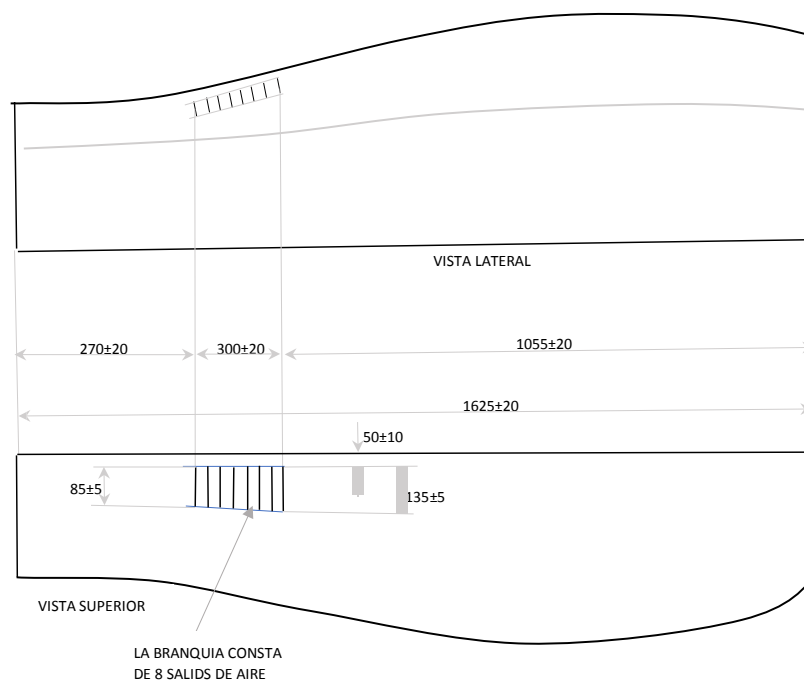 VISTA LATERAL
270±20
300±20
1055±20
1625±20
50±10
85±5
135±5
VISTA SUPERIOR
LA BRANQUIA CONSTA
DE 8 SALIDS DE AIRE